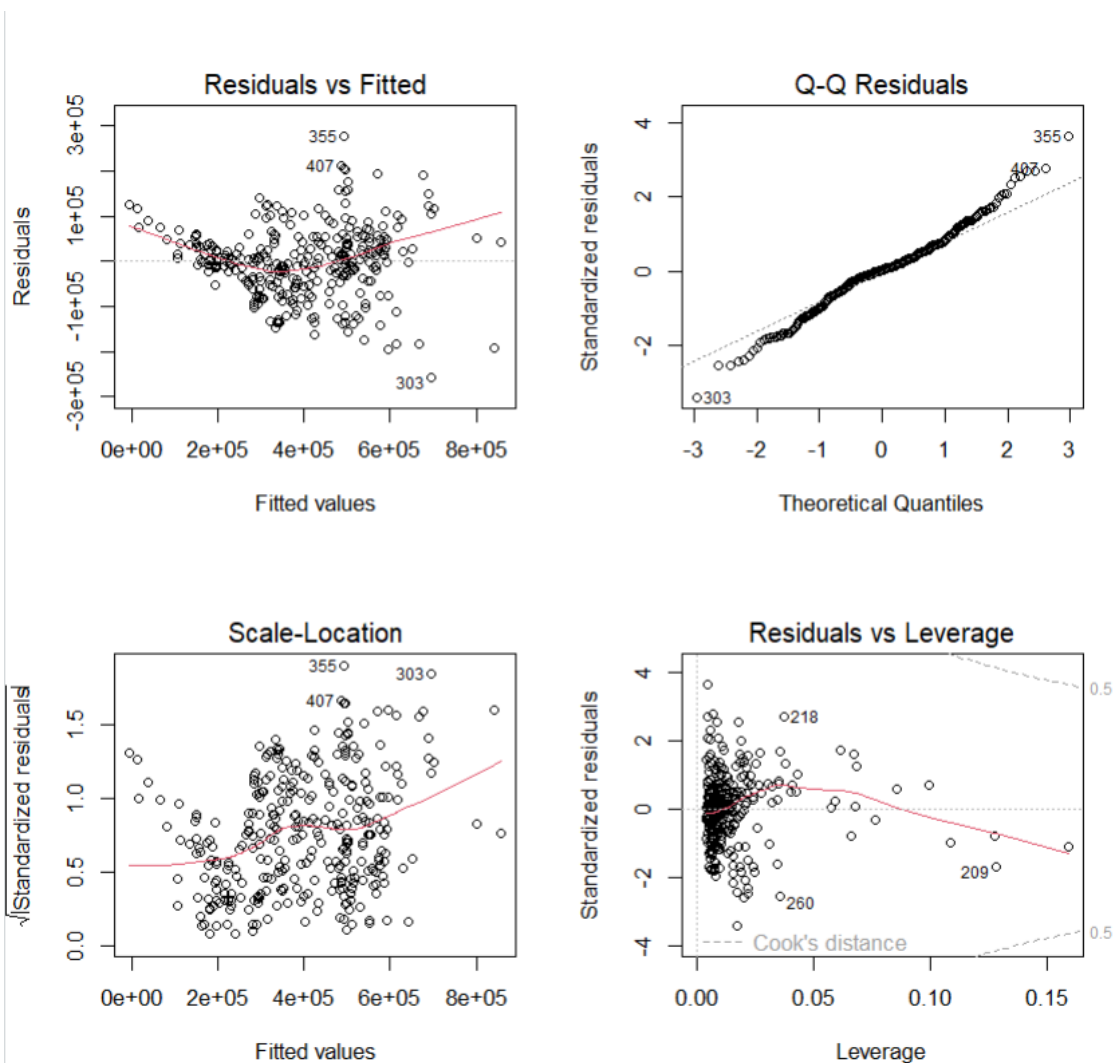 Residuals vs Fitted
Residuals
3e+05
1e+05
-1e+05
-3e+05
355
407
303
0e+00 2e+05 4e+05 6e+05 8e+05
Fitted values
Q-Q Residuals
Standardized residuals
4
2
0
-2
355
407
303
-3 -2 -1 0 1 2 3
Theoretical Quantiles
Scale-Location
√|Standardized residuals|
1.5
1.0
0.5
0.0
355
303
407
0e+00 2e+05 4e+05 6e+05 8e+05
Fitted values
Residuals vs Leverage
Standardized residuals
4
2
0
-2
-4
0.5
218
209
260
0.5
Cook's distance
0.00 0.05 0.10 0.15
Leverage